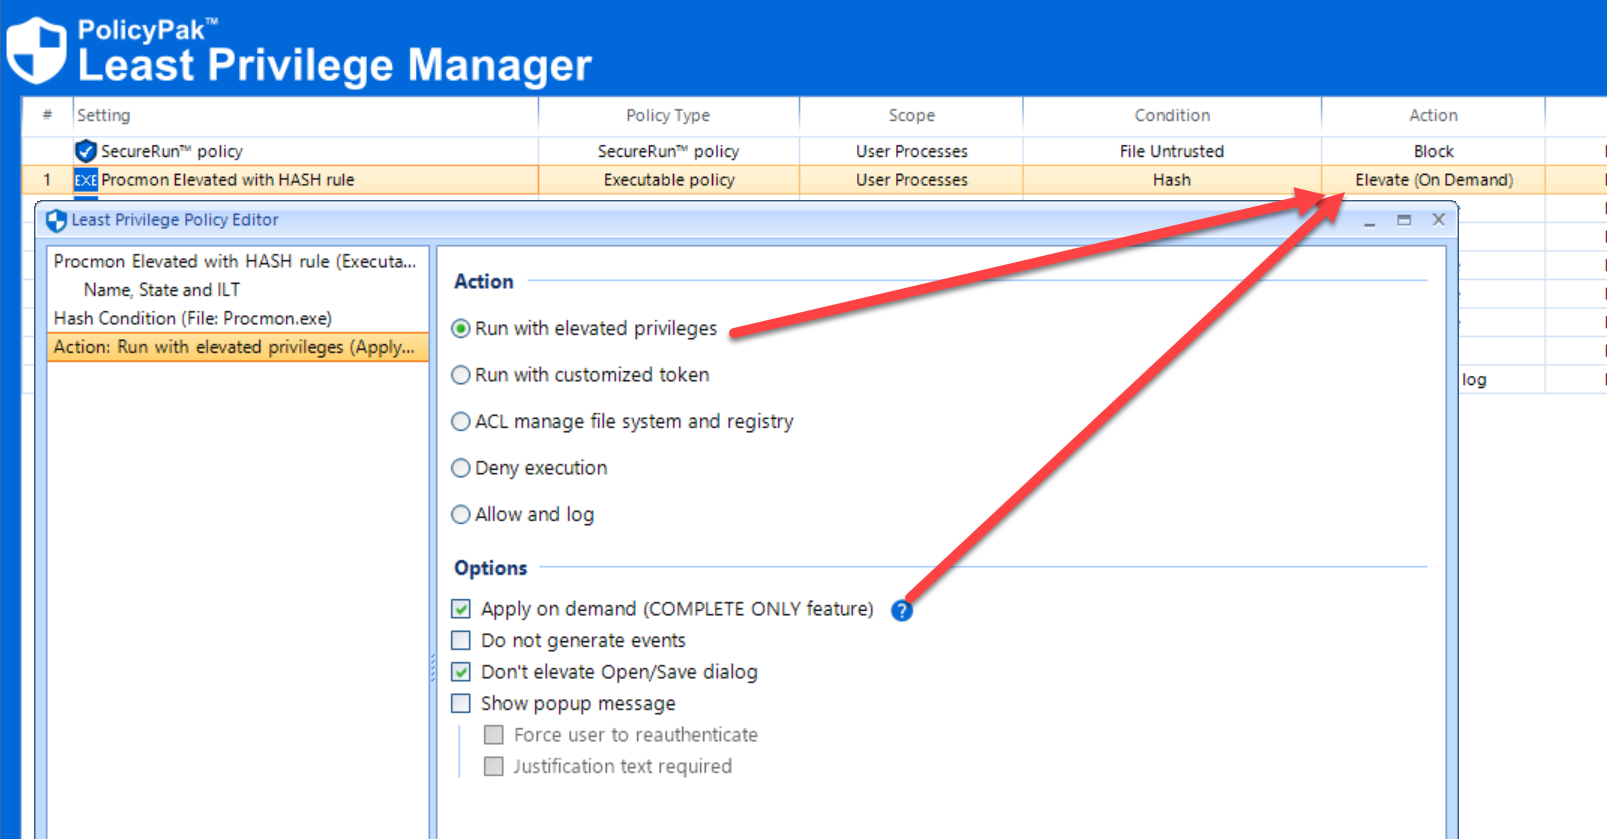 PolicyPak™
Least Privilege Manager
# Setting Policy Type Scope Condition Action
SecureRun™ policy SecureRun™ policy User Processes File Untrusted Block
1 EXE Procmon Elevated with HASH rule Executable policy User Processes Hash Elevate (On Demand)
Least Privilege Policy Editor
Procmon Elevated with HASH rule (Executa...
Name, State and ILT
Hash Condition (File: Procmon.exe)
Action: Run with elevated privileges (Apply...
Action
Run with elevated privileges
Run with customized token
ACL manage file system and registry
Deny execution
Allow and log
Options
Apply on demand (COMPLETE ONLY feature) ?
Do not generate events
Don't elevate Open/Save dialog
Show popup message
Force user to reauthenticate
Justification text required
log